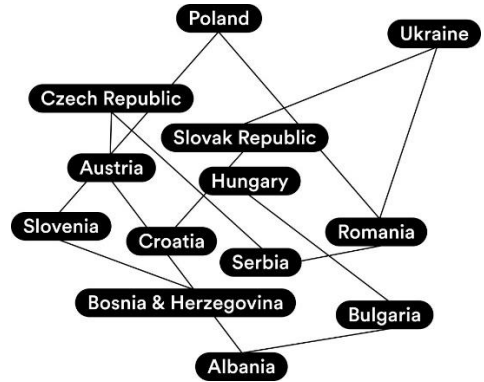 Poland
Ukraine
Czech Republic
Slovak Republic
Austria
Hungary
Slovenia
Croatia
Romania
Serbia
Bosnia & Herzegovina
Bulgaria
Albania